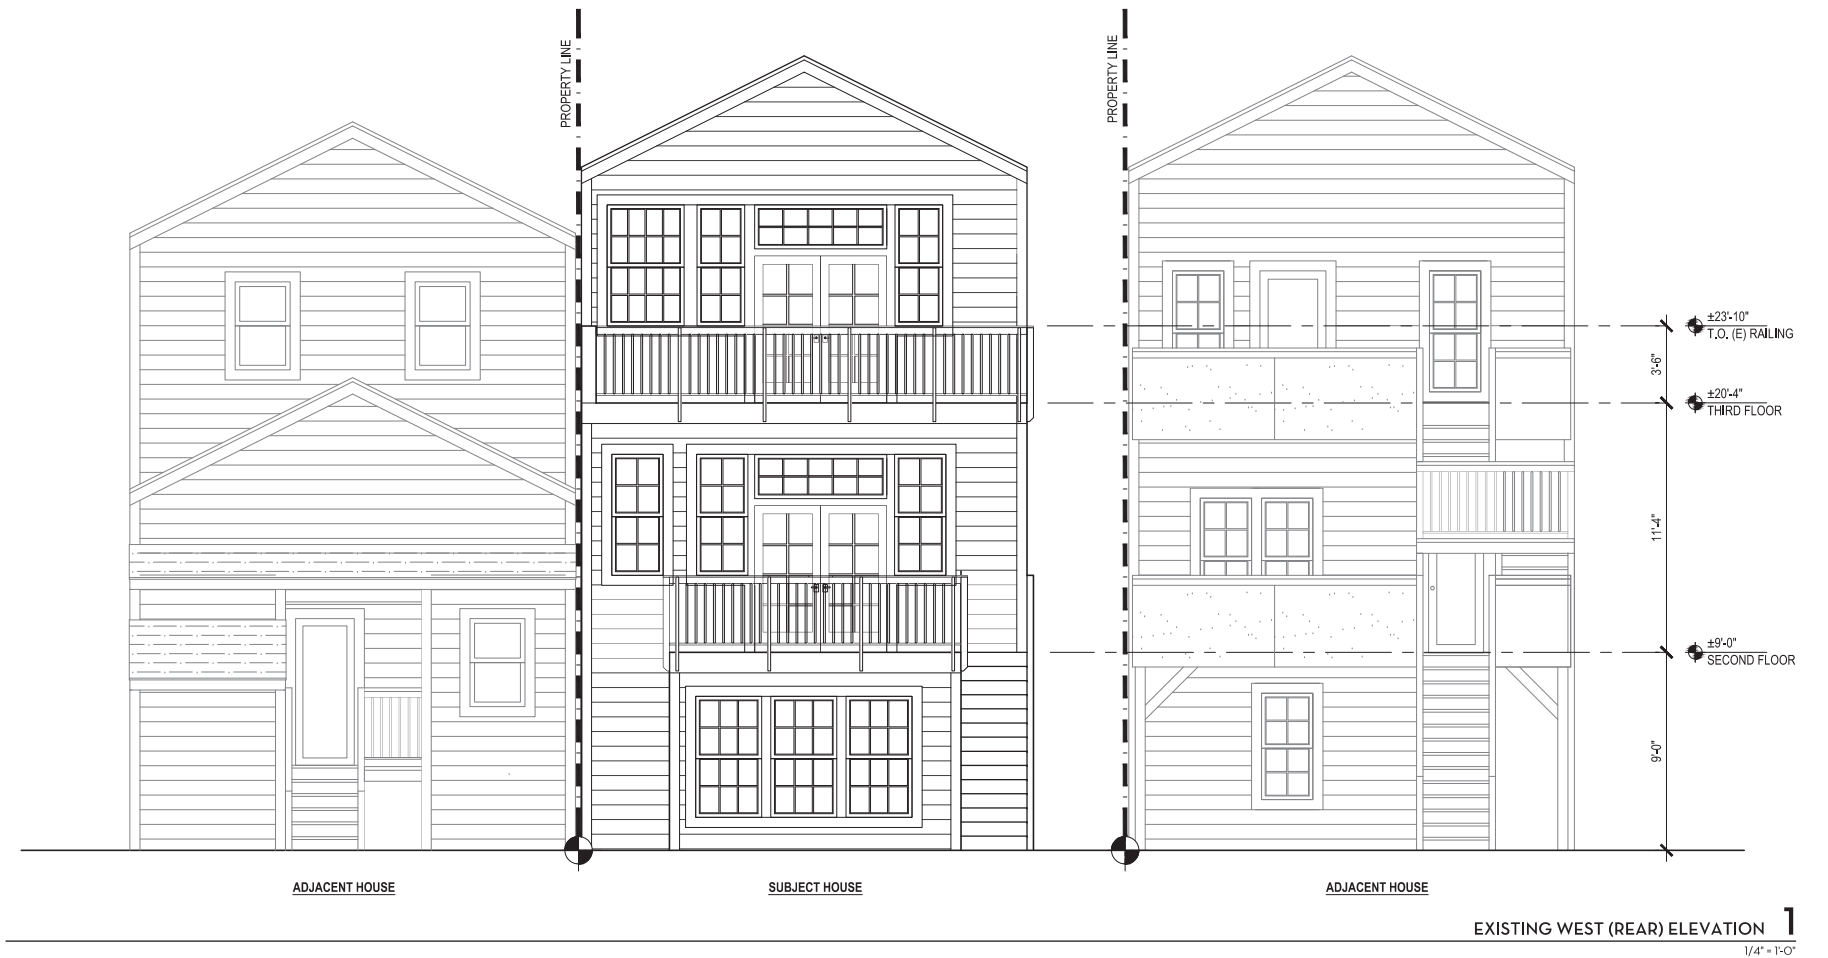 PROPERTY LINE
PROPERTY LINE
±23'-10"
T.O. (E) RAILING
3'-6"
±20'-4"
THIRD FLOOR
11'-4"
±9'-0"
SECOND FLOOR
9'-0"
ADJACENT HOUSE
SUBJECT HOUSE
ADJACENT HOUSE
EXISTING WEST (REAR) ELEVATION 1
1/4" = 1'-0"